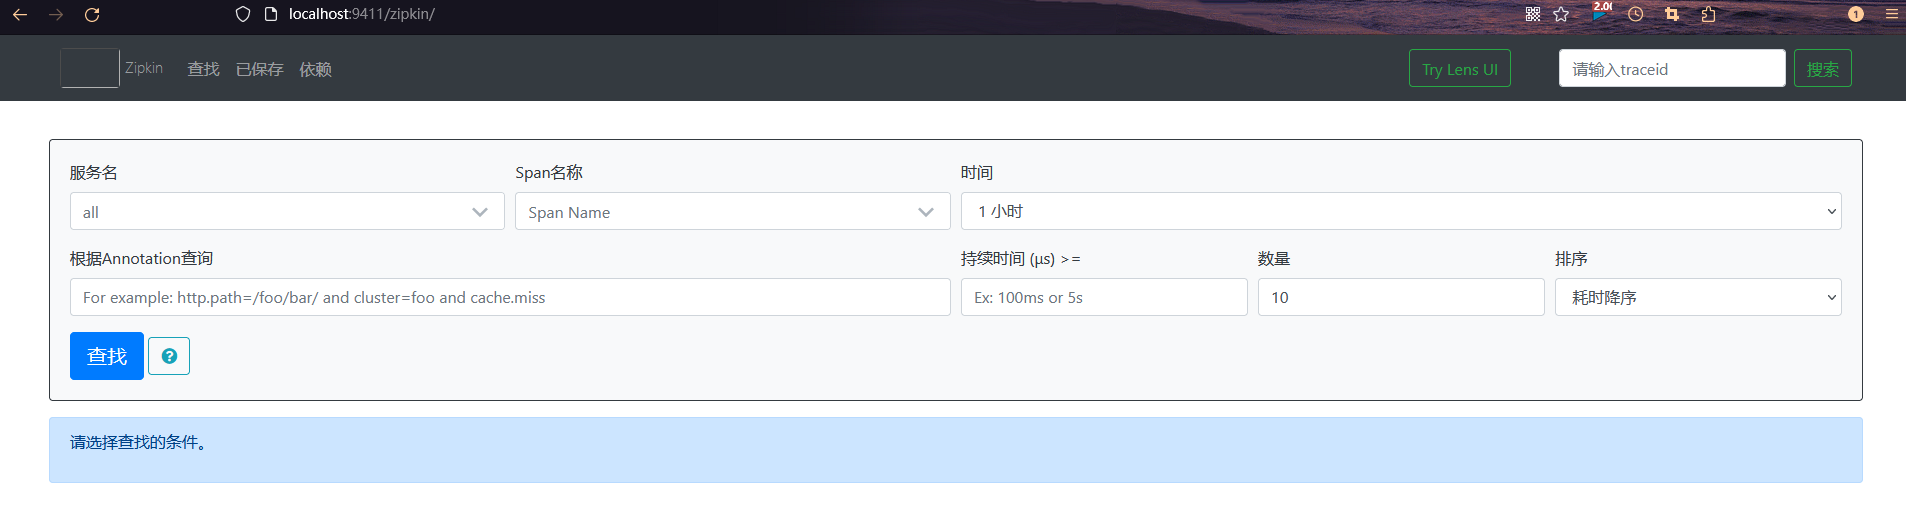 localhost:9411/zipkin/
2.0
1
Zipkin 查找 已保存 依赖 Try Lens UI 请输入traceid 搜索
服务名 Span名称 时间
all Span Name 1 小时
根据Annotation查询 持续时间 (μs) >= 数量 排序
For example: http.path=/foo/bar/ and cluster=foo and cache.miss Ex: 100ms or 5s 10 耗时降序
查找 ?
请选择查找的条件。